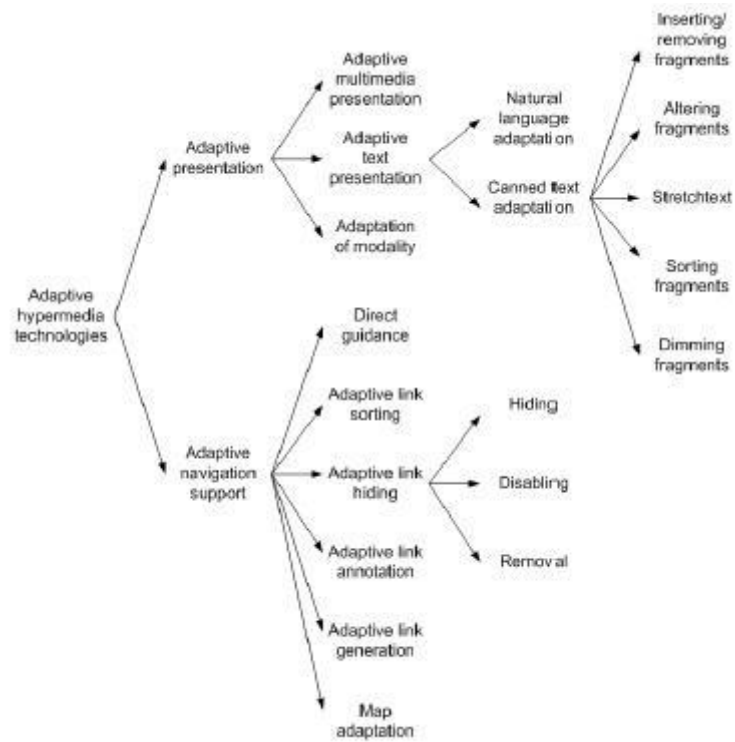 Adaptive
hypermedia
technologies
Adaptive
presentation
Adaptive
multimedia
presentation
Adaptive
text
presentation
Adaptation
of modality
Natural
language
adaptation
Canned text
adaptation
Inserting/
removing
fragments
Altering
fragments
Stretchtext
Sorting
fragments
Dimming
fragments
Adaptive
navigation
support
Direct
guidance
Adaptive link
sorting
Adaptive link
hiding
Hiding
Disabling
Removal
Adaptive link
annotation
Adaptive link
generation
Map
adaptation